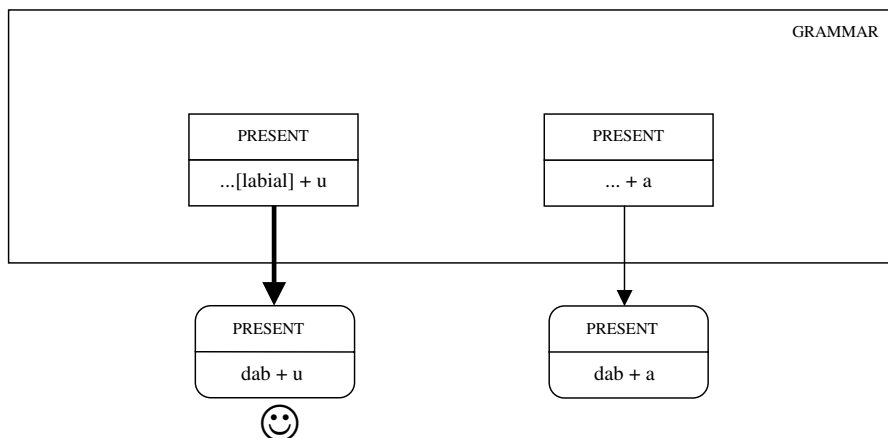 GRAMMAR
PRESENT
PRESENT
...[labial] + u
... + a
PRESENT
PRESENT
dab + u
dab + a